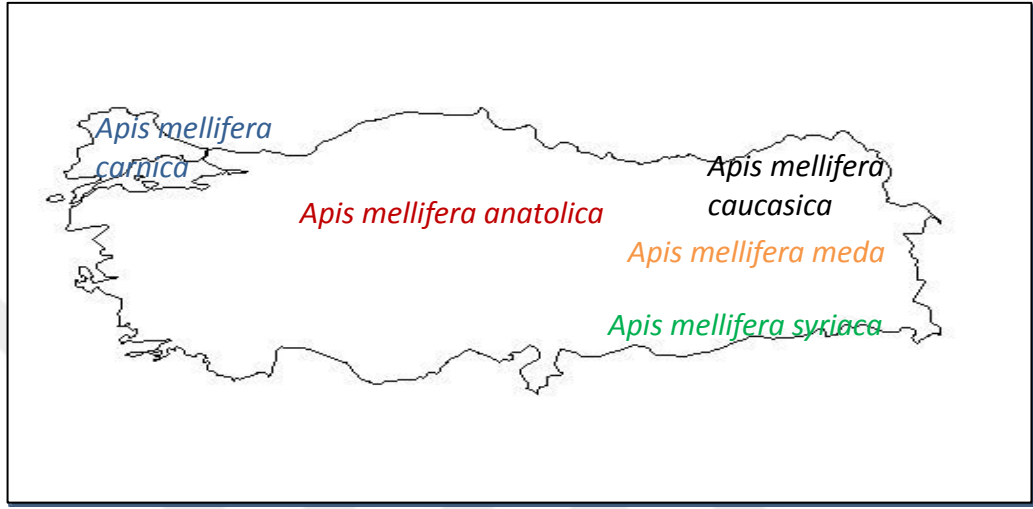 Apis mellifera
carnica
Apis mellifera
caucasica
Apis mellifera anatolica
Apis mellifera meda
Apis mellifera syriaca